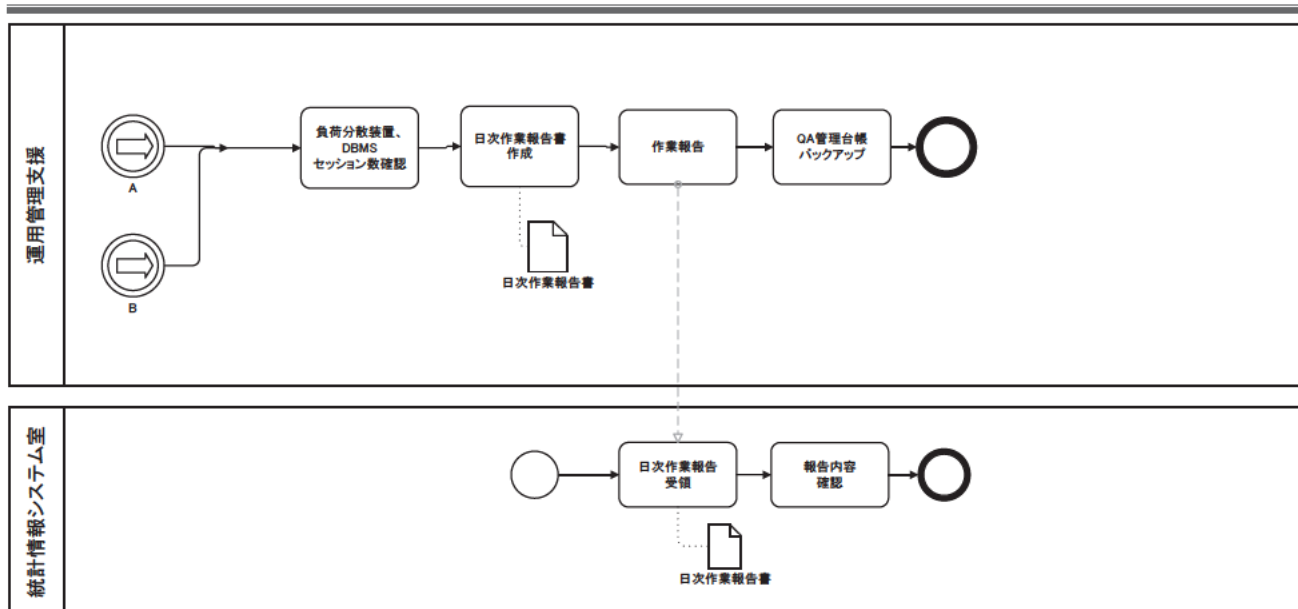 運用管理支援
A
B
負荷分散装置、
DBMS
セッション数確認
日次作業報告書
作成
作業報告
QA管理台帳
バックアップ
日次作業報告書
統計情報システム室
日次作業報告
受領
報告内容
確認
日次作業報告書